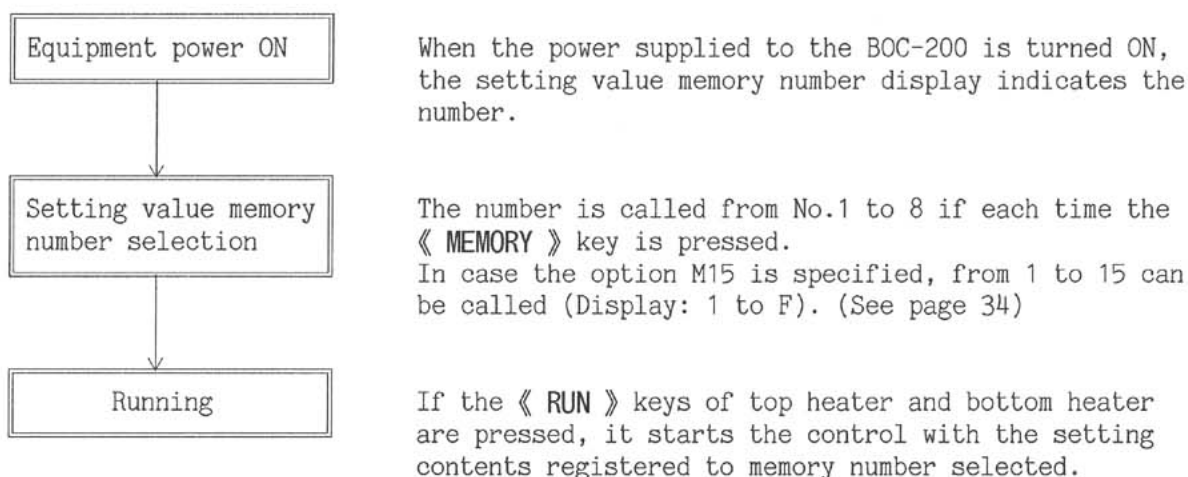 Equipment power ON
When the power supplied to the BOC-200 is turned ON,
the setting value memory number display indicates the
number.
Setting value memory
number selection
The number is called from No.1 to 8 if each time the
《 MEMORY 》 key is pressed.
In case the option M15 is specified, from 1 to 15 can
be called (Display: 1 to F). (See page 34)
Running
If the 《 RUN 》 keys of top heater and bottom heater
are pressed, it starts the control with the setting
contents registered to memory number selected.